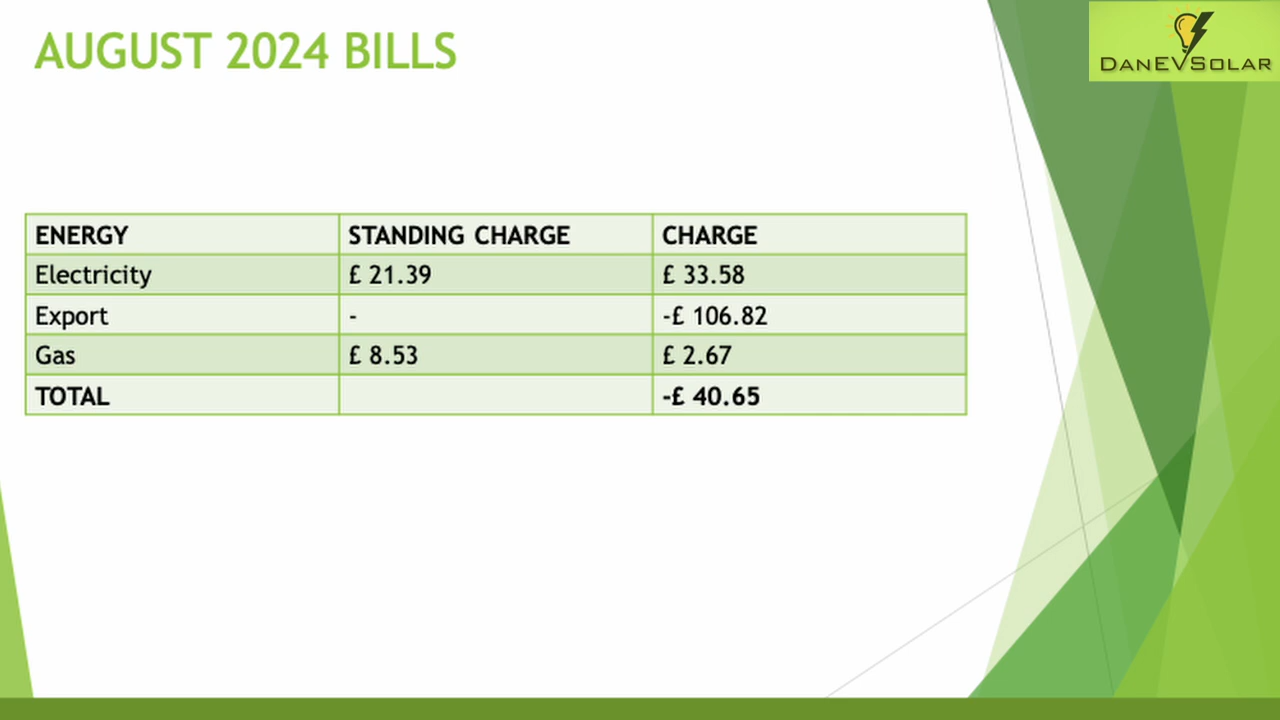 AUGUST 2024 BILLS
DANEVSOLAR
ENERGY STANDING CHARGE CHARGE
Electricity £ 21.39 £ 33.58
Export - -£ 106.82
Gas £ 8.53 £ 2.67
TOTAL -£ 40.65